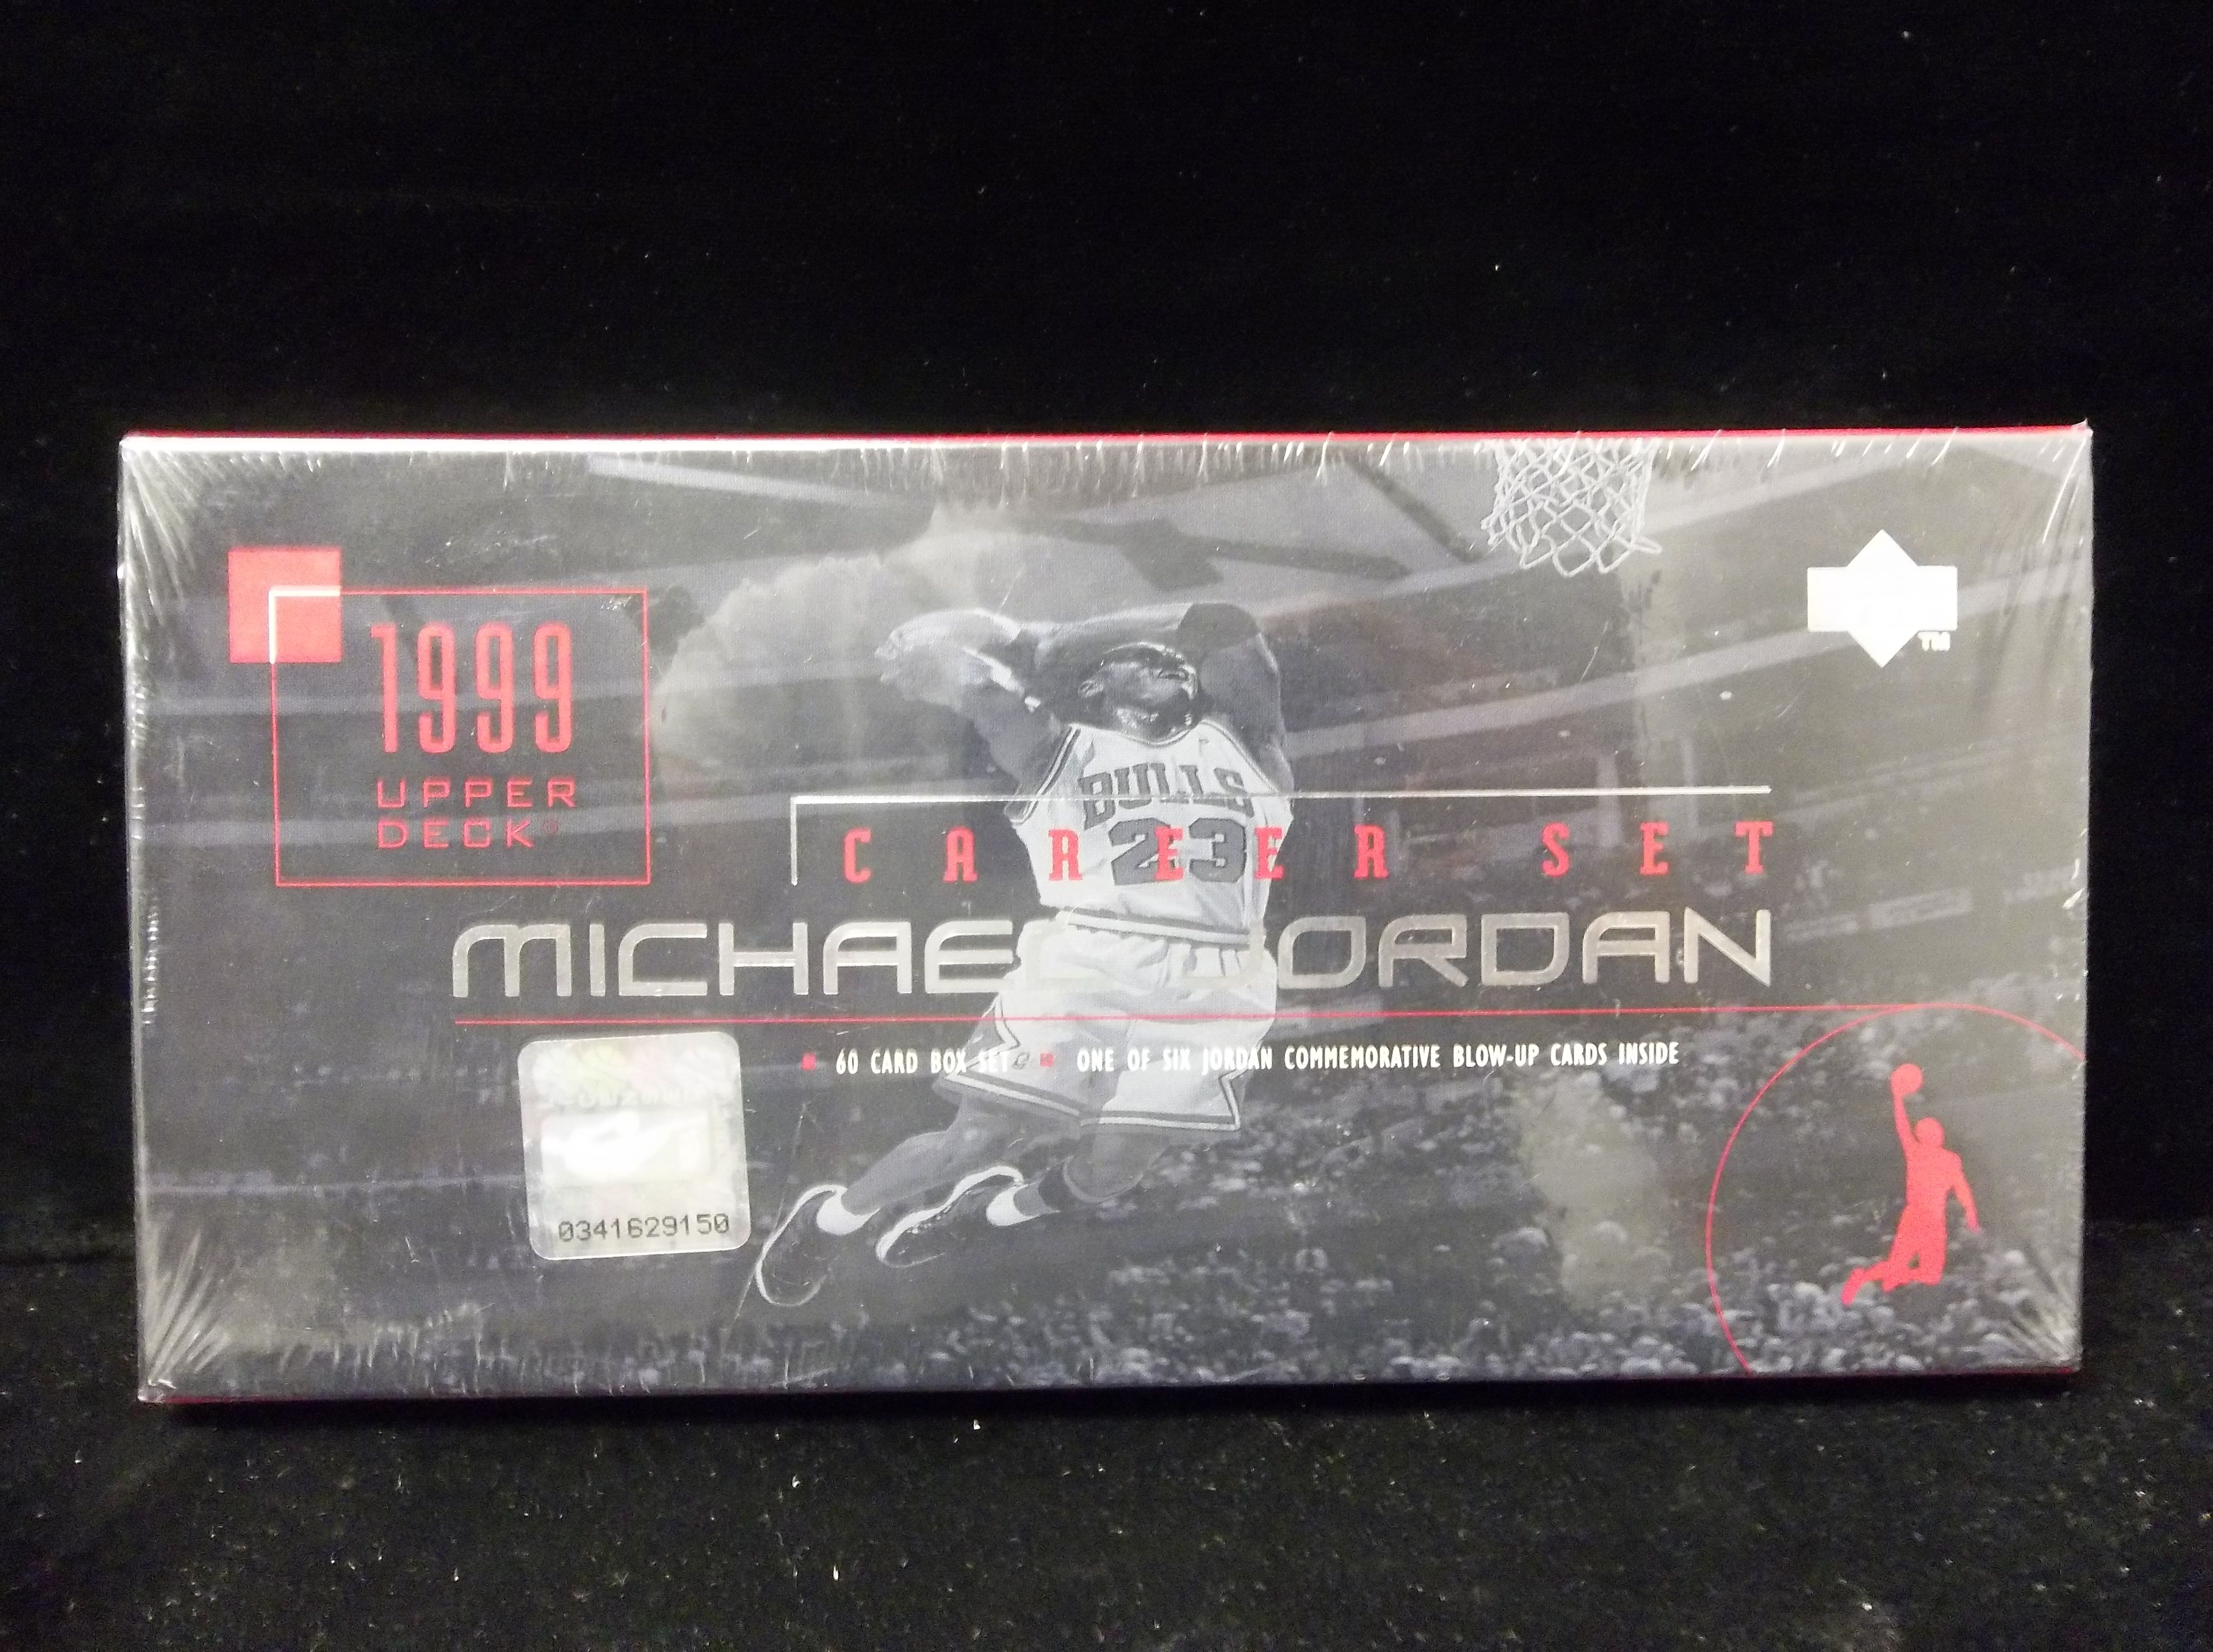 1999
UPPER
DECK®
TM
BULLS
23
CAREER SET
MICHAEL JORDAN
60 CARD BOX SET
ONE OF SIX JORDAN COMMEMORATIVE BLOW-UP CARDS INSIDE
0341629150